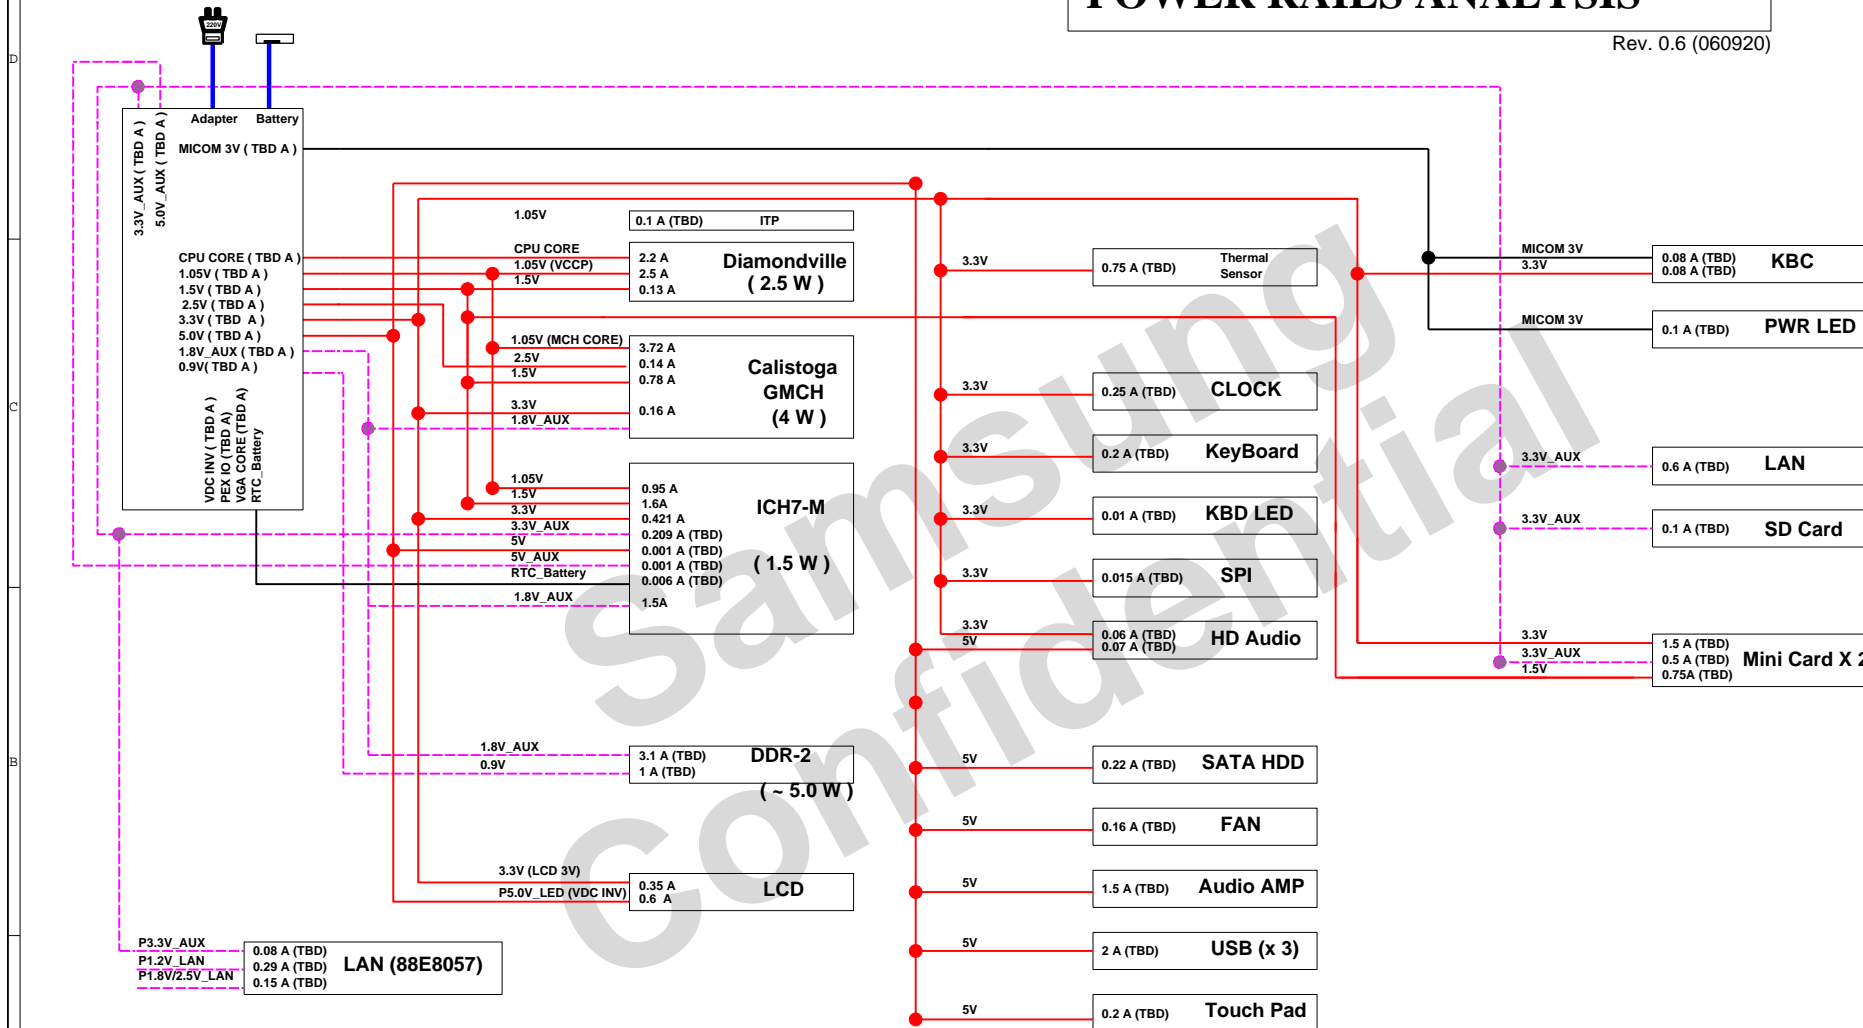 POWER RAILS ANALYSIS
Rev. 0.6 (060920)
D
C
B
220V
Adapter
Battery
3.3V_AUX ( TBD A )
5.0V_AUX ( TBD A )
MICOM 3V ( TBD A )
CPU CORE ( TBD A )
1.05V ( TBD A )
1.5V ( TBD A )
2.5V ( TBD A )
3.3V ( TBD A )
5.0V ( TBD A )
1.8V_AUX ( TBD A )
0.9V( TBD A )
VDC INV ( TBD A )
PEX IO (TBD A)
VGA CORE (TBD A)
RTC_Battery
1.05V
0.1 A (TBD) ITP
CPU CORE
1.05V (VCCP)
1.5V
2.2 A
2.5 A
0.13 A
Diamondville
( 2.5 W )
1.05V (MCH CORE)
2.5V
1.5V
3.3V
1.8V_AUX
3.72 A
0.14 A
0.78 A
0.16 A
Calistoga
GMCH
(4 W )
1.05V
1.5V
3.3V
3.3V_AUX
5V
5V_AUX
RTC_Battery
1.8V_AUX
0.95 A
1.6A
0.421 A
0.209 A (TBD)
0.001 A (TBD)
0.001 A (TBD)
0.006 A (TBD)
1.5A
ICH7-M
( 1.5 W )
1.8V_AUX
0.9V
3.1 A (TBD)
1 A (TBD)
DDR-2
( ~ 5.0 W )
3.3V (LCD 3V)
P5.0V_LED (VDC INV)
0.35 A
0.6 A
LCD
P3.3V_AUX
P1.2V_LAN
P1.8V/2.5V_LAN
0.08 A (TBD)
0.29 A (TBD)
0.15 A (TBD)
LAN (88E8057)
3.3V
0.75 A (TBD)
Thermal
Sensor
3.3V
0.25 A (TBD) CLOCK
3.3V
0.2 A (TBD) KeyBoard
3.3V
0.01 A (TBD) KBD LED
3.3V
0.015 A (TBD) SPI
3.3V
5V
0.06 A (TBD)
0.07 A (TBD)
HD Audio
5V
0.22 A (TBD) SATA HDD
5V
0.16 A (TBD) FAN
5V
1.5 A (TBD) Audio AMP
5V
2 A (TBD) USB (x 3)
5V
0.2 A (TBD) Touch Pad
MICOM 3V
3.3V
0.08 A (TBD)
0.08 A (TBD)
KBC
MICOM 3V
0.1 A (TBD) PWR LED
3.3V_AUX
0.6 A (TBD) LAN
3.3V_AUX
0.1 A (TBD) SD Card
3.3V
3.3V_AUX
1.5V
1.5 A (TBD)
0.5 A (TBD)
0.75A (TBD)
Mini Card X 2
Samsung
Confidential